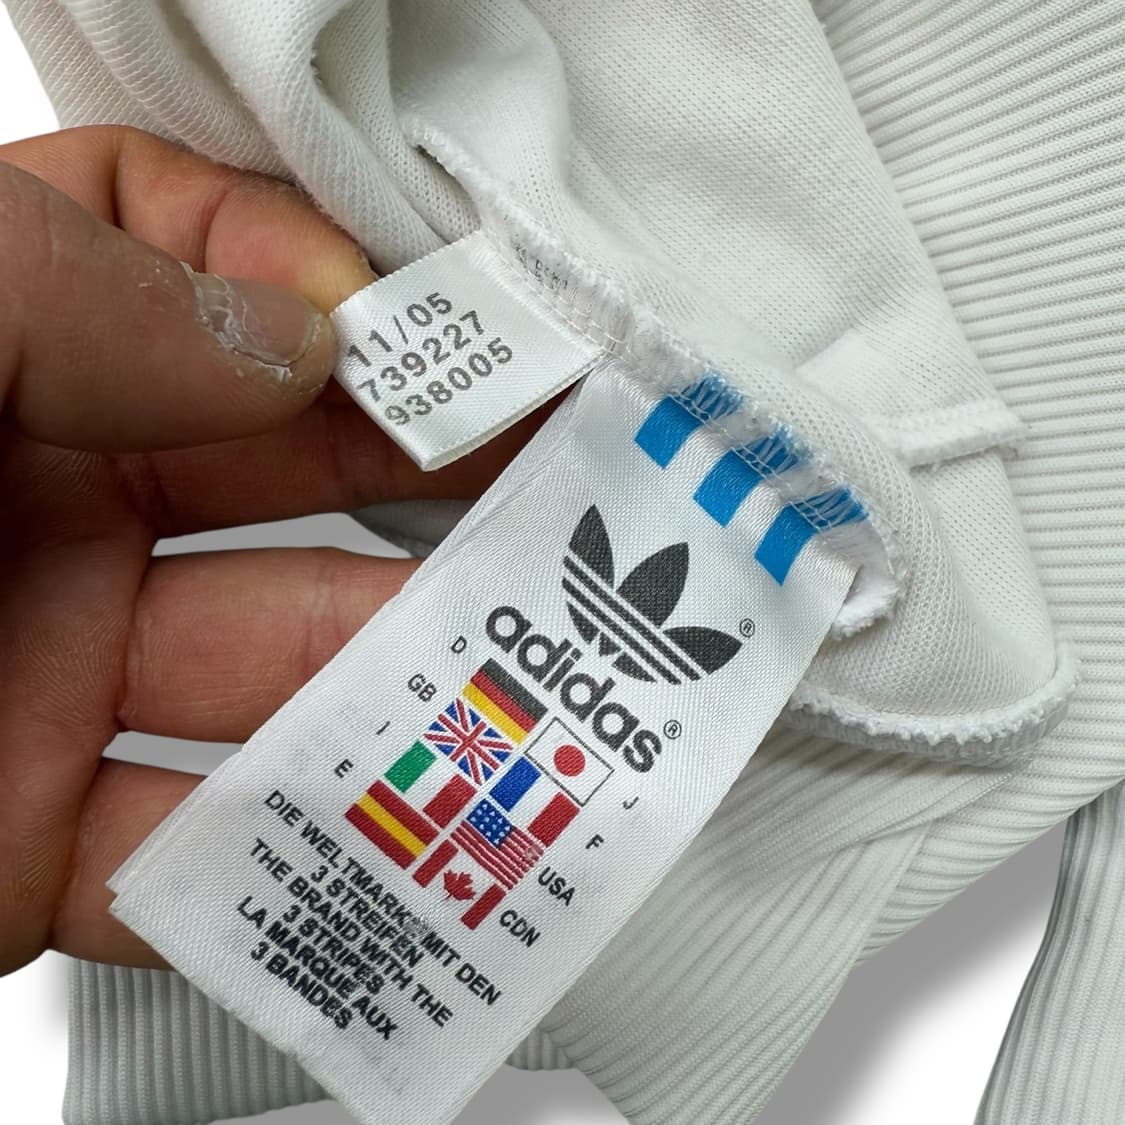 11/05
739227
938005
adidas®
®
D
GB
I
E
J
F
USA
CDN
DIE WELTMARKE MIT DEN
3 STREIFEN
THE BRAND WITH THE
3 STRIPES
LA MARQUE AUX
3 BANDES